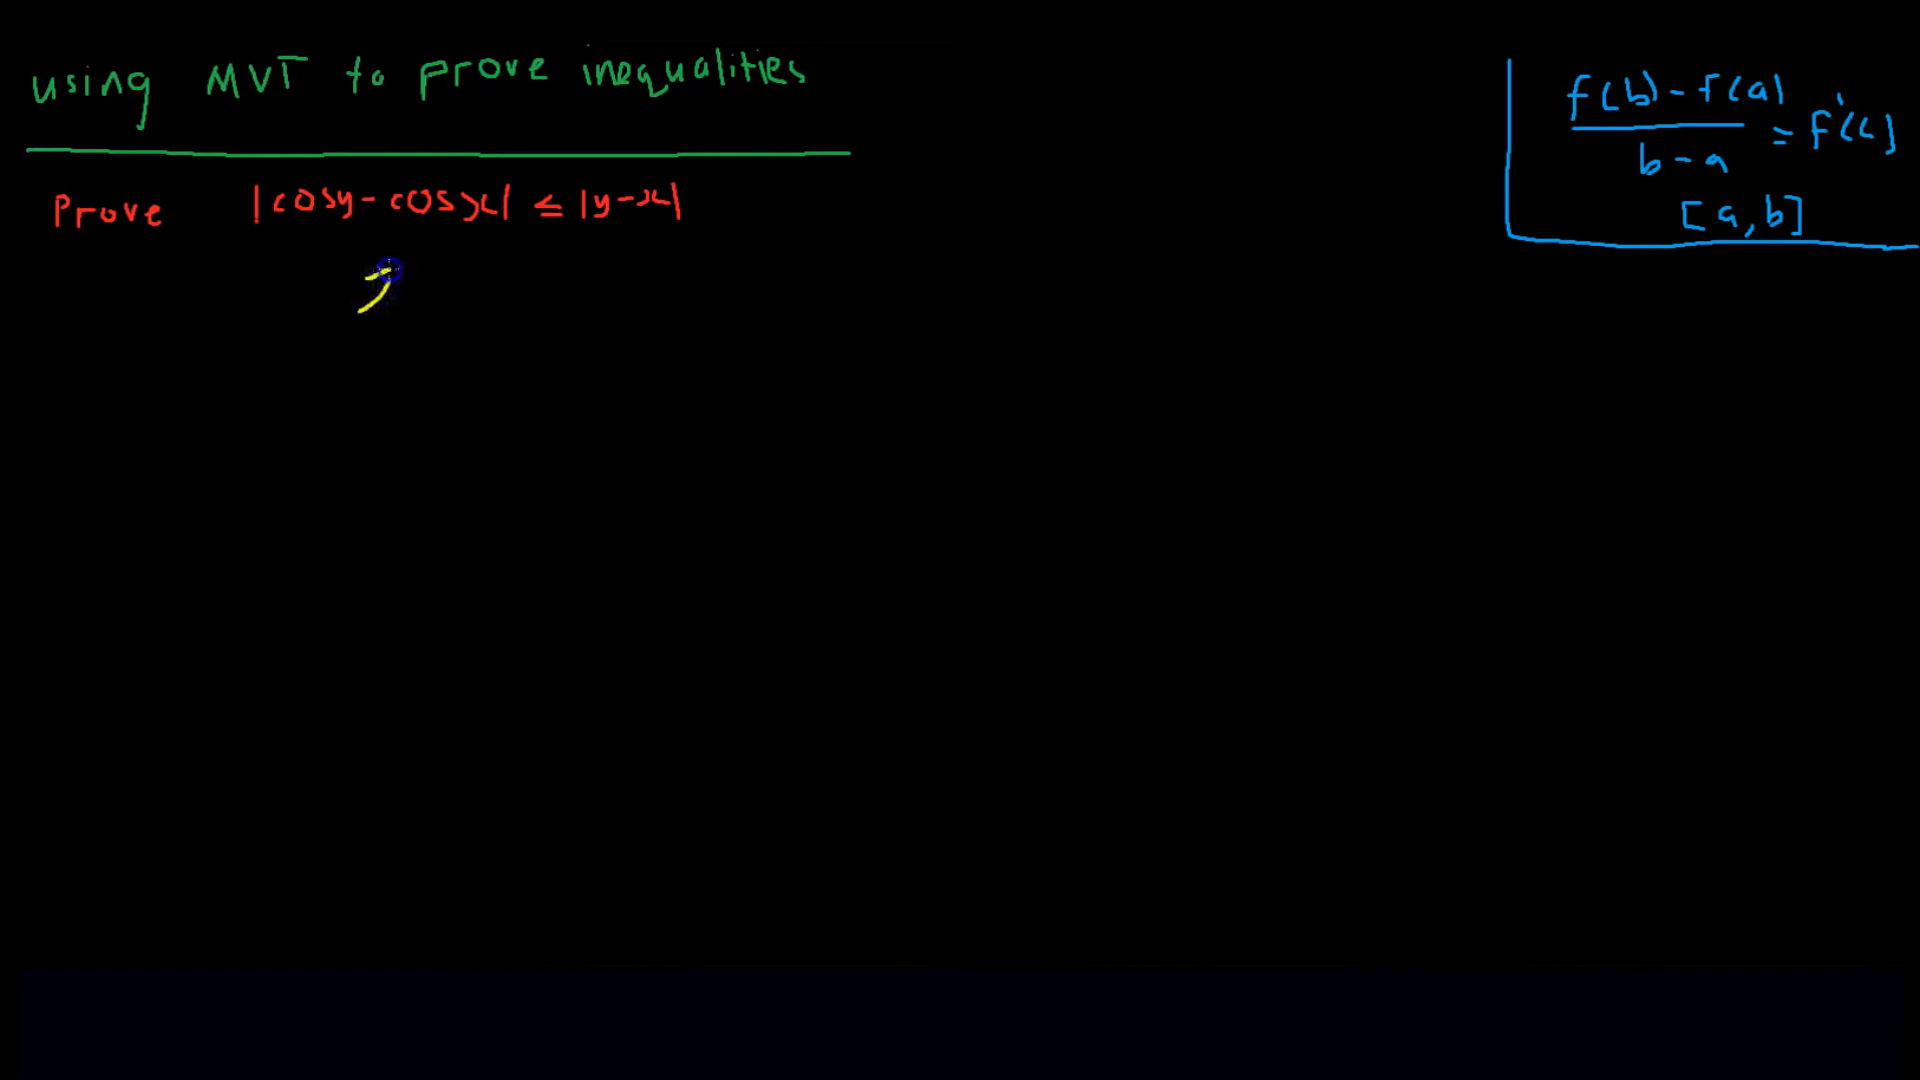 using MVT to prove inequalities
Prove |cosy - cosx| ≤ |y-x|
f(b) - f(a)
b - a
= f'(c)
[a, b]